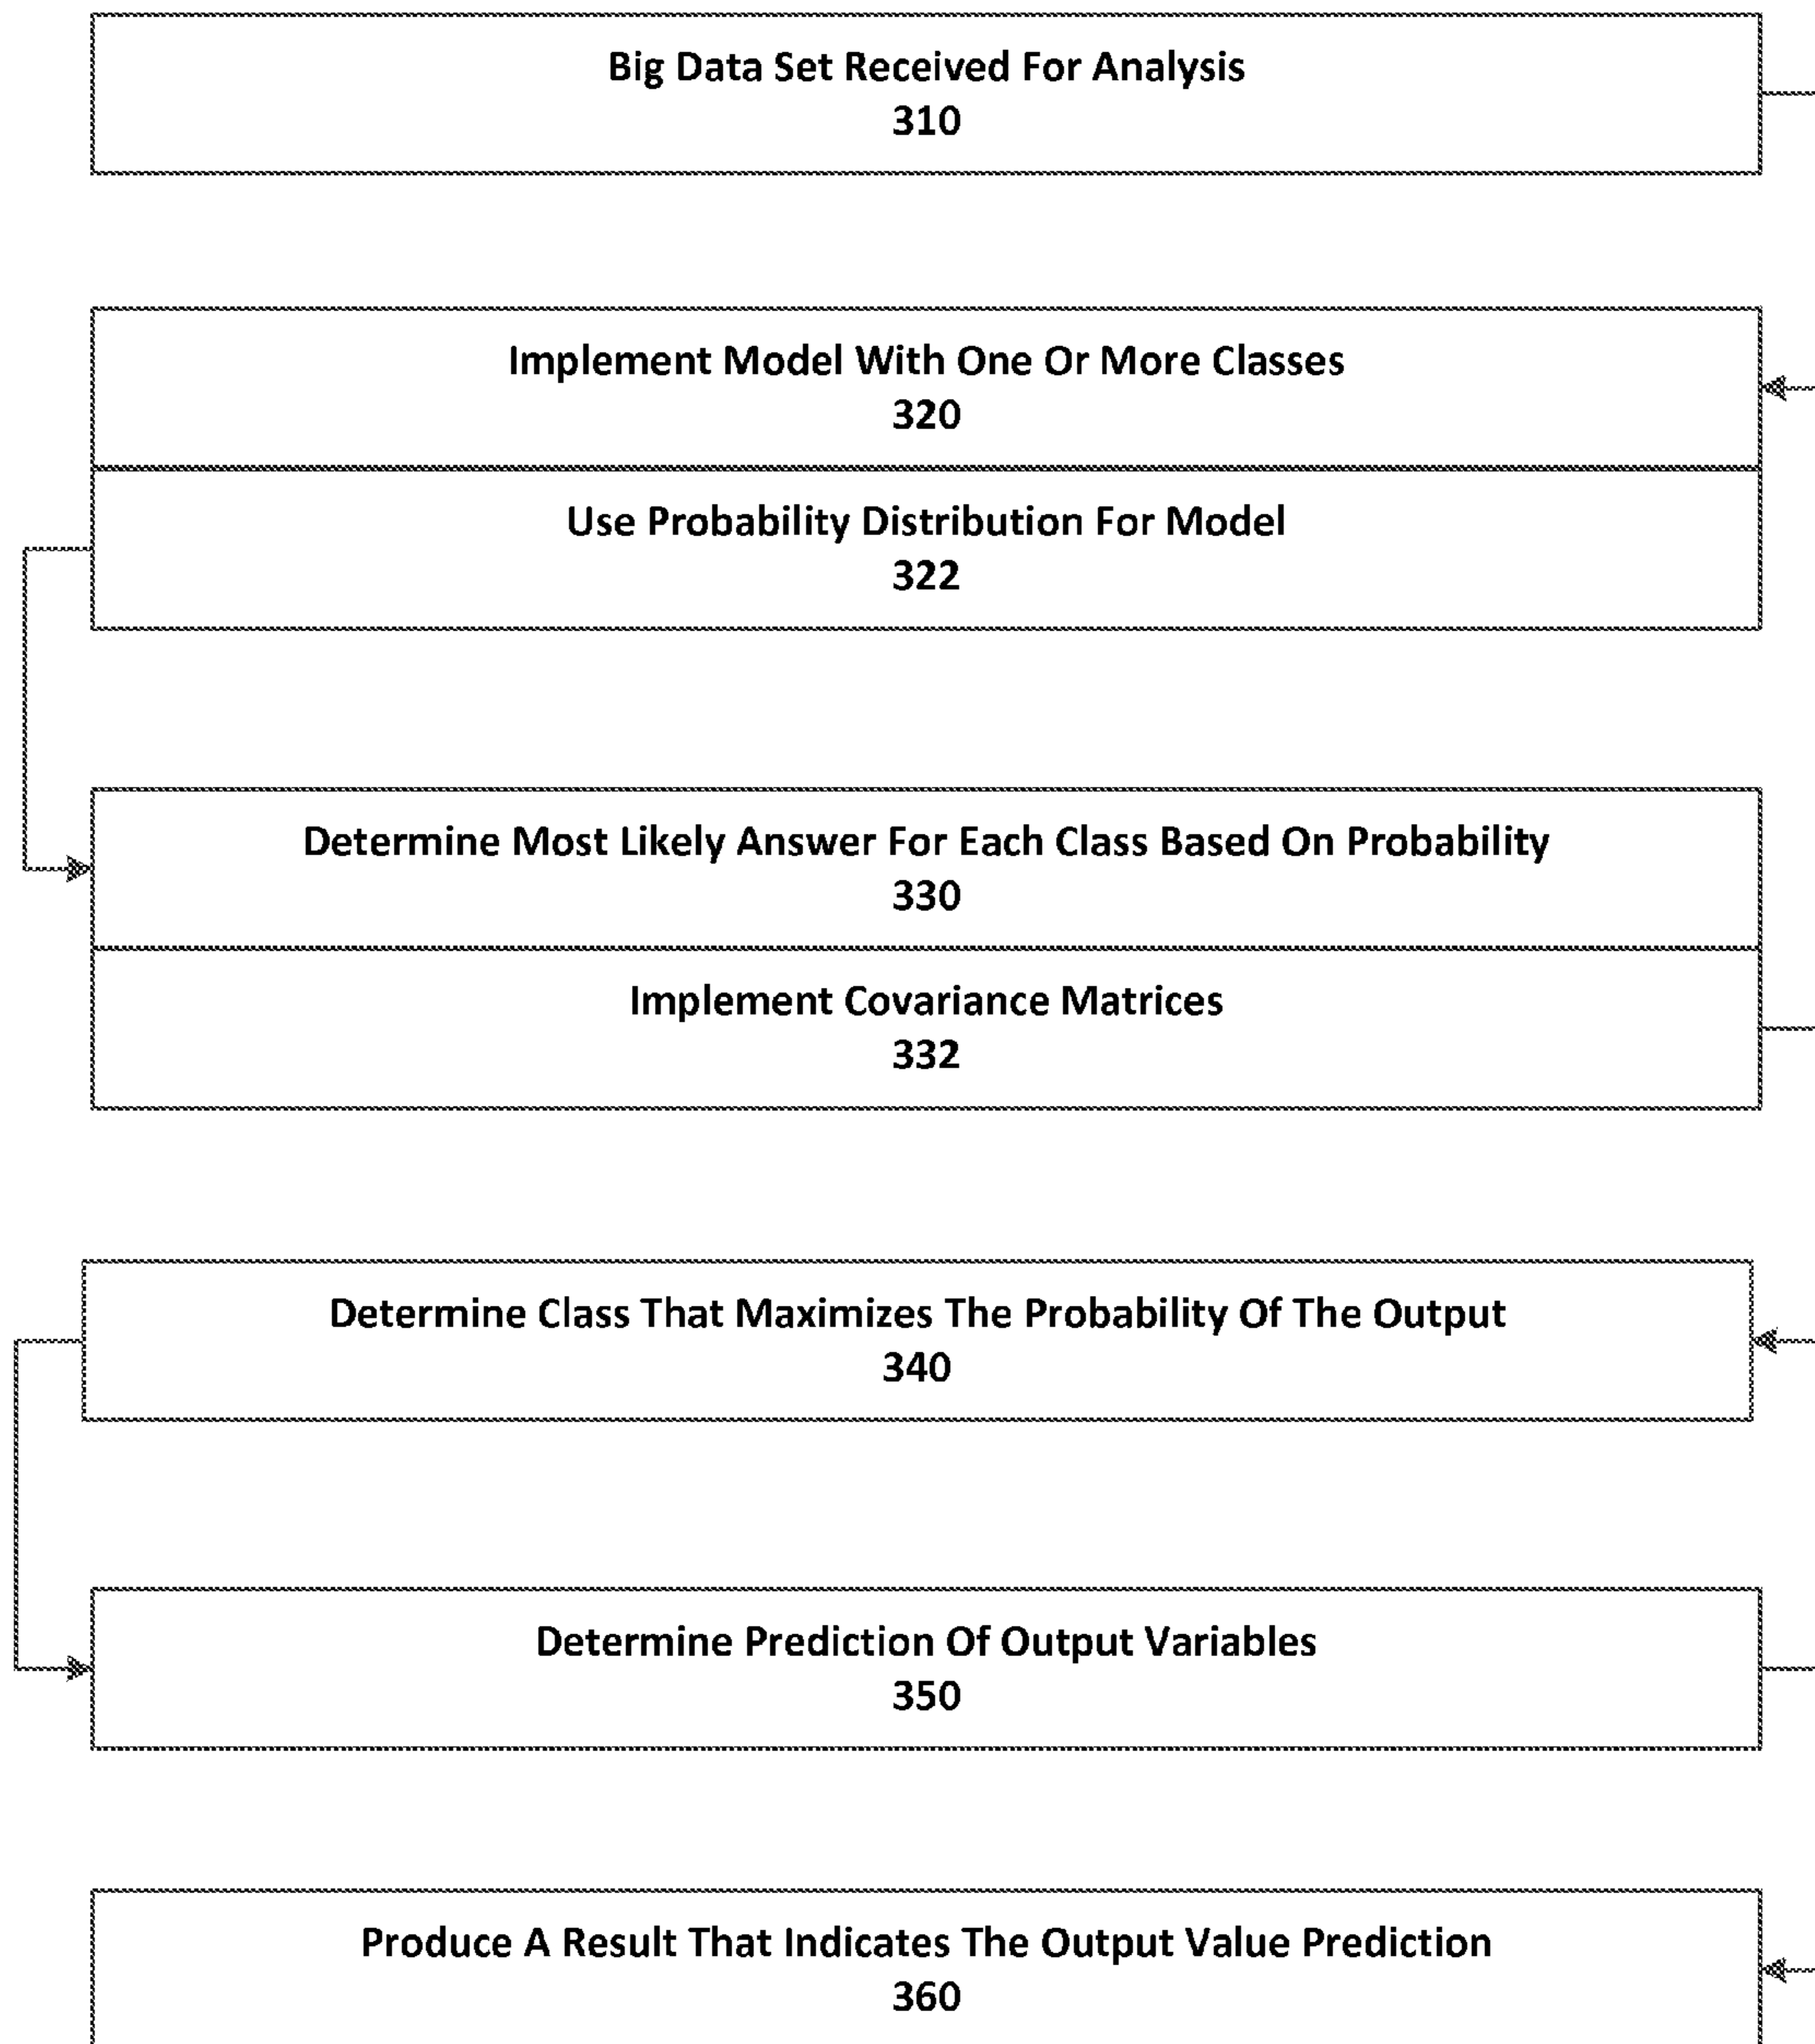 Big Data Set Received For Analysis
310
Implement Model With One Or More Classes
320
Use Probability Distribution For Model
322
Determine Most Likely Answer For Each Class Based On Probability
330
Implement Covariance Matrices
332
Determine Class That Maximizes The Probability Of The Output
340
Determine Prediction Of Output Variables
350
Produce A Result That Indicates The Output Value Prediction
360